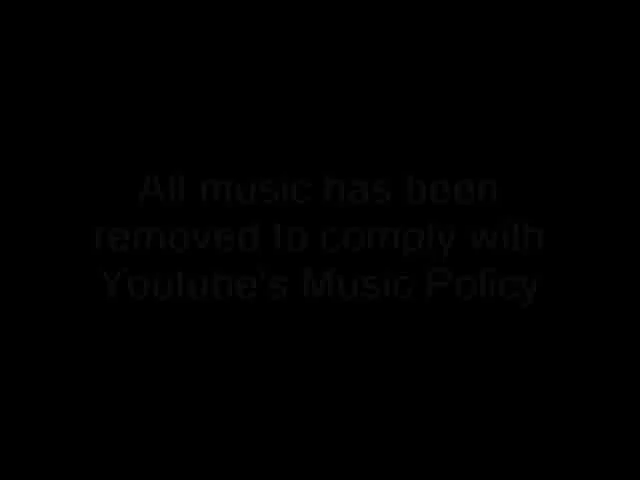 All music has been
removed to comply with
Youtube's Music Policy